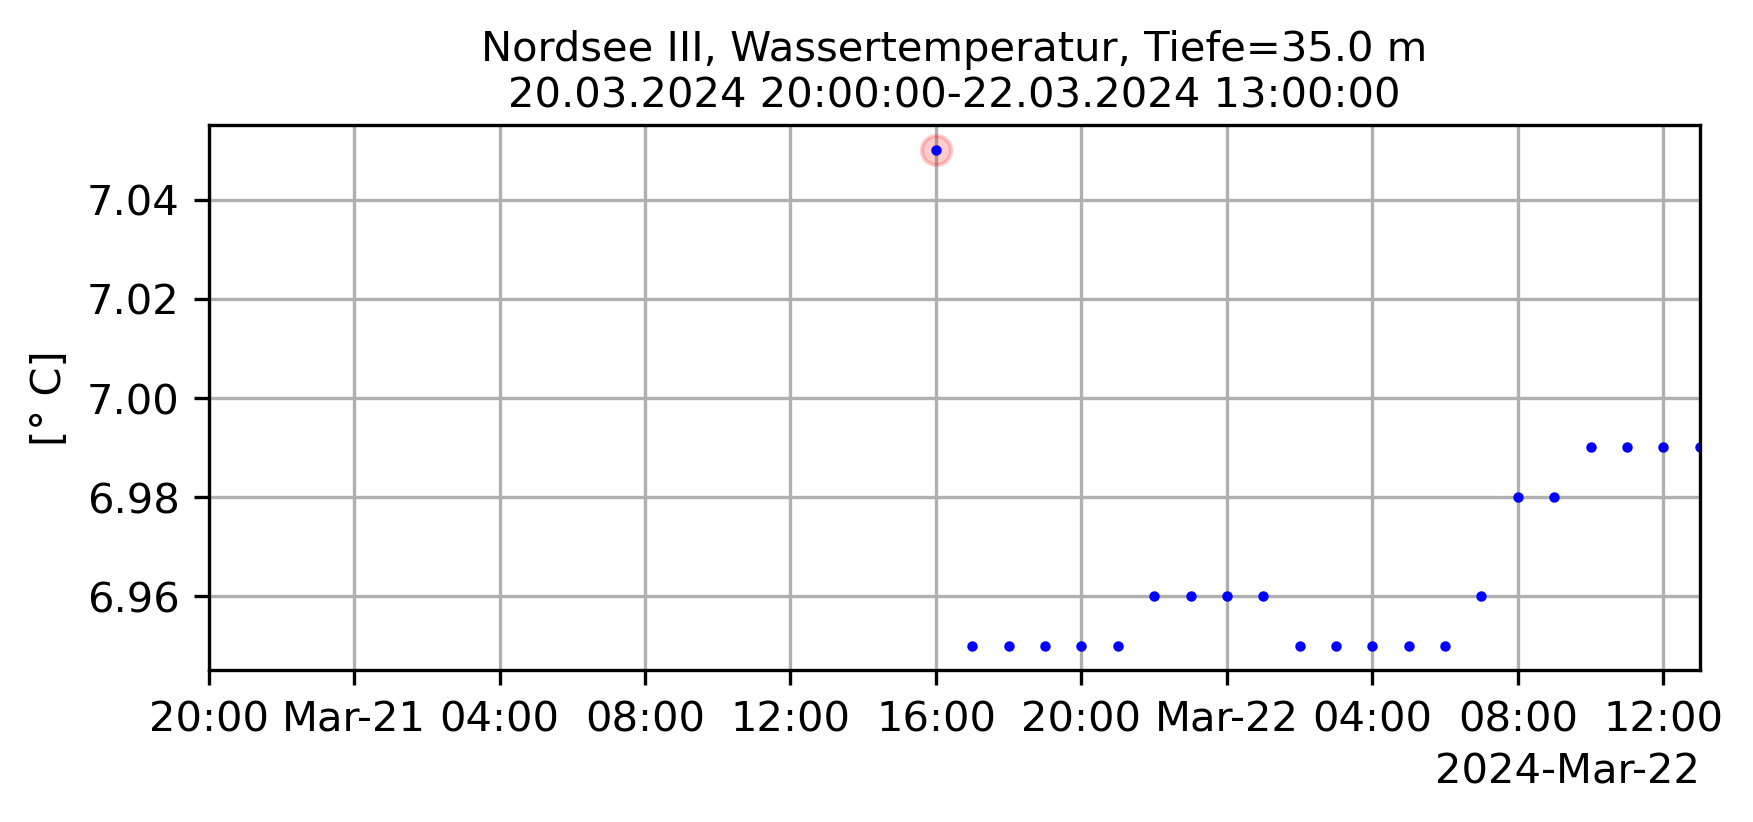 Nordsee III, Wassertemperatur, Tiefe=35.0 m
20.03.2024 20:00:00-22.03.2024 13:00:00
[° C]
7.04
7.02
7.00
6.98
6.96
20:00 Mar-21 04:00 08:00 12:00 16:00 20:00 Mar-22 04:00 08:00 12:00
2024-Mar-22